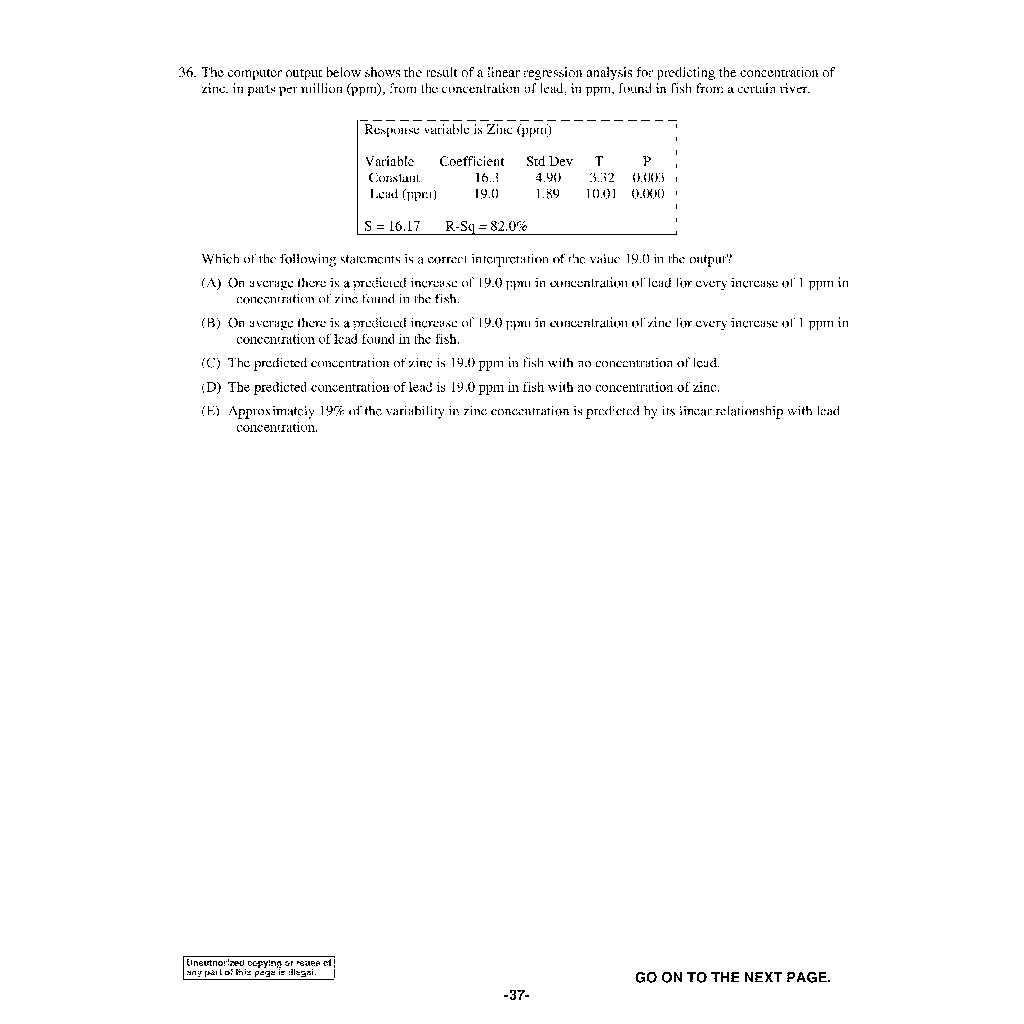 36. The computer output below shows the result of a linear regression analysis for predicting the concentration of
zinc, in parts per million (ppm), from the concentration of lead, in ppm, found in fish from a certain river.
Response variable is Zinc (ppm)
Variable Coefficient Std Dev T P
Constant 16.3 4.90 3.32 0.003
Lead (ppm) 19.0 1.89 10.01 0.000
S = 16.17 R-Sq = 82.0%
Which of the following statements is a correct interpretation of the value 19.0 in the output?
(A) On average there is a predicted increase of 19.0 ppm in concentration of lead for every increase of 1 ppm in
concentration of zinc found in the fish.
(B) On average there is a predicted increase of 19.0 ppm in concentration of zinc for every increase of 1 ppm in
concentration of lead found in the fish.
(C) The predicted concentration of zinc is 19.0 ppm in fish with no concentration of lead.
(D) The predicted concentration of lead is 19.0 ppm in fish with no concentration of zinc.
(E) Approximately 19% of the variability in zinc concentration is predicted by its linear relationship with lead
concentration.
Unauthorized copying or reuse of
any part of this page is illegal.
GO ON TO THE NEXT PAGE.
-37-